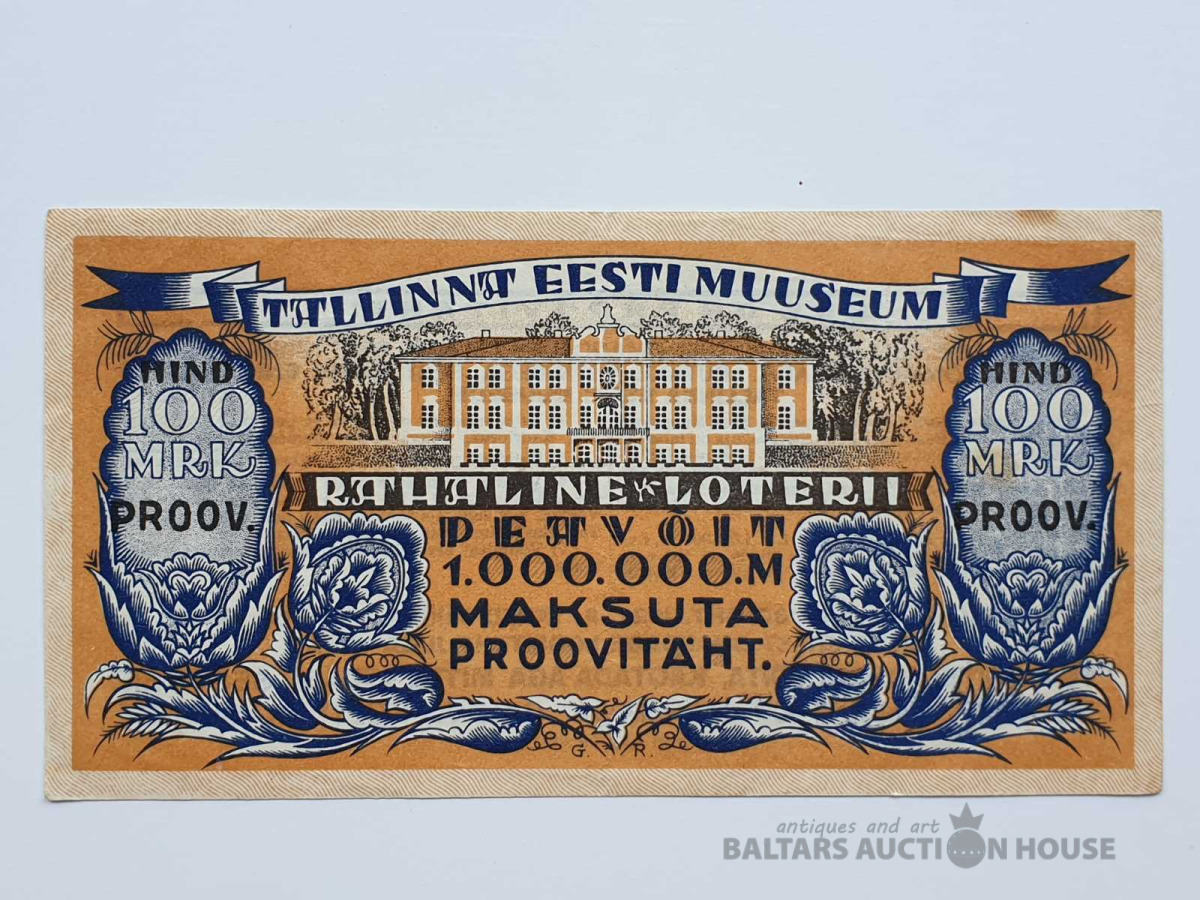 TALLINNA EESTI MUUSEUM
HIND
100
MRK
PROOV.
HIND
100
MRK
PROOV.
RAHALINE LOTERII
PEAVÕIT
1.000.000.M
MAKSUTA
PROOVITÄHT.
G. R.
antiques and art
BALTARS AUCTION HOUSE